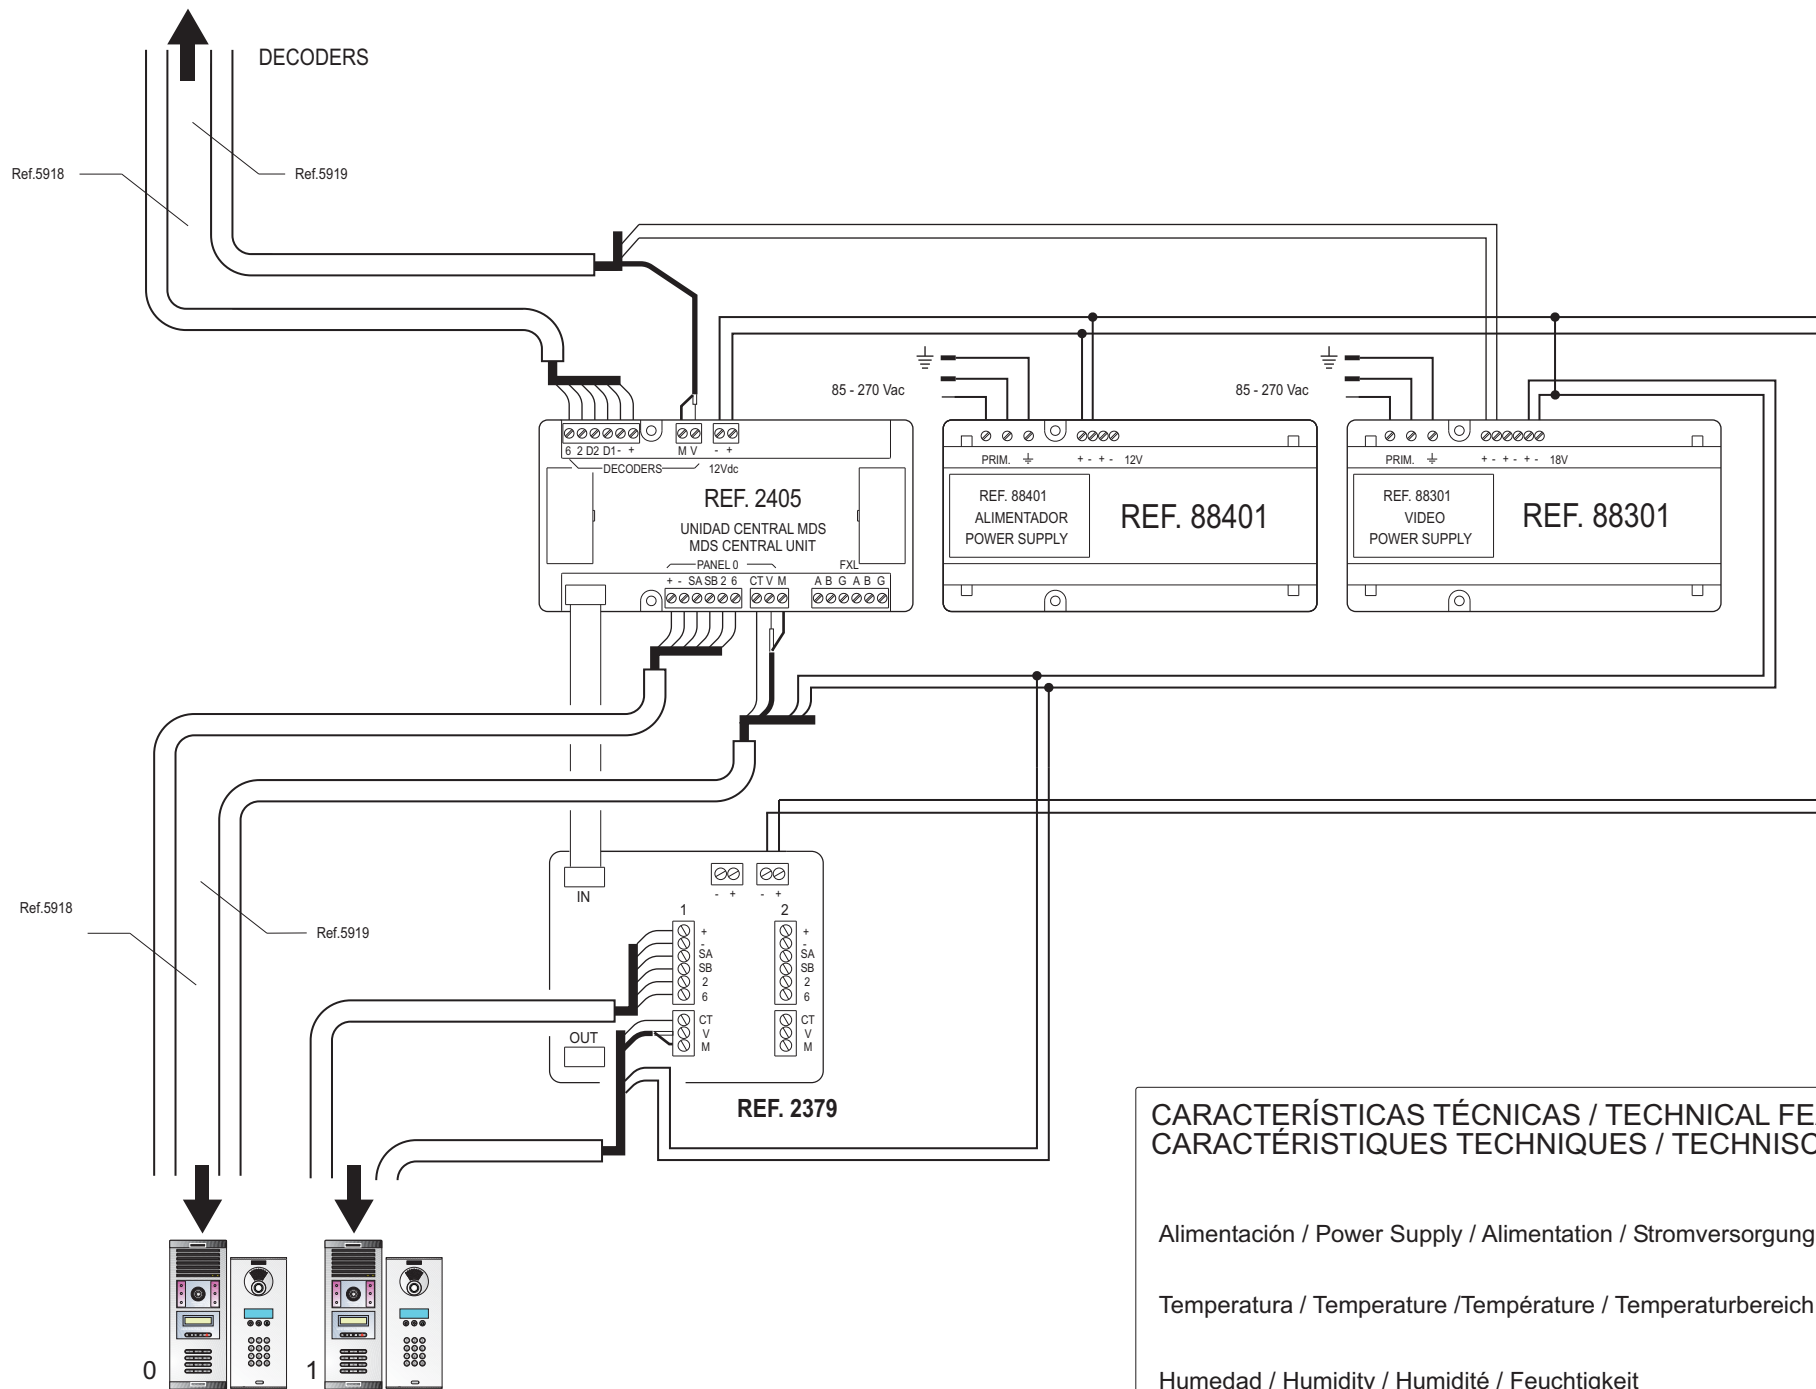 DECODERS
Ref.5918
Ref.5919
85 - 270 Vac
85 - 270 Vac
6 2 D2 D1 - +
M V
- +
DECODERS
12Vdc
REF. 2405
UNIDAD CENTRAL MDS
MDS CENTRAL UNIT
PANEL 0
FXL
+ - SA SB 2 6
CT V M
A B G A B G
PRIM.
+ - + - 12V
REF. 88401
ALIMENTADOR
POWER SUPPLY
REF. 88401
PRIM.
+ - + - + - 18V
REF. 88301
VIDEO
POWER SUPPLY
REF. 88301
IN
- +
- +
1
2
+
-
SA
SB
2
6
CT
V
M
+
-
SA
SB
2
6
CT
V
M
OUT
REF. 2379
Ref.5918
Ref.5919
0
1
CARACTERÍSTICAS TÉCNICAS / TECHNICAL FE
CARACTÉRISTIQUES TECHNIQUES / TECHNISC
Alimentación / Power Supply / Alimentation / Stromversorgung
Temperatura / Temperature /Température / Temperaturbereich
Humedad / Humidity / Humidité / Feuchtigkeit